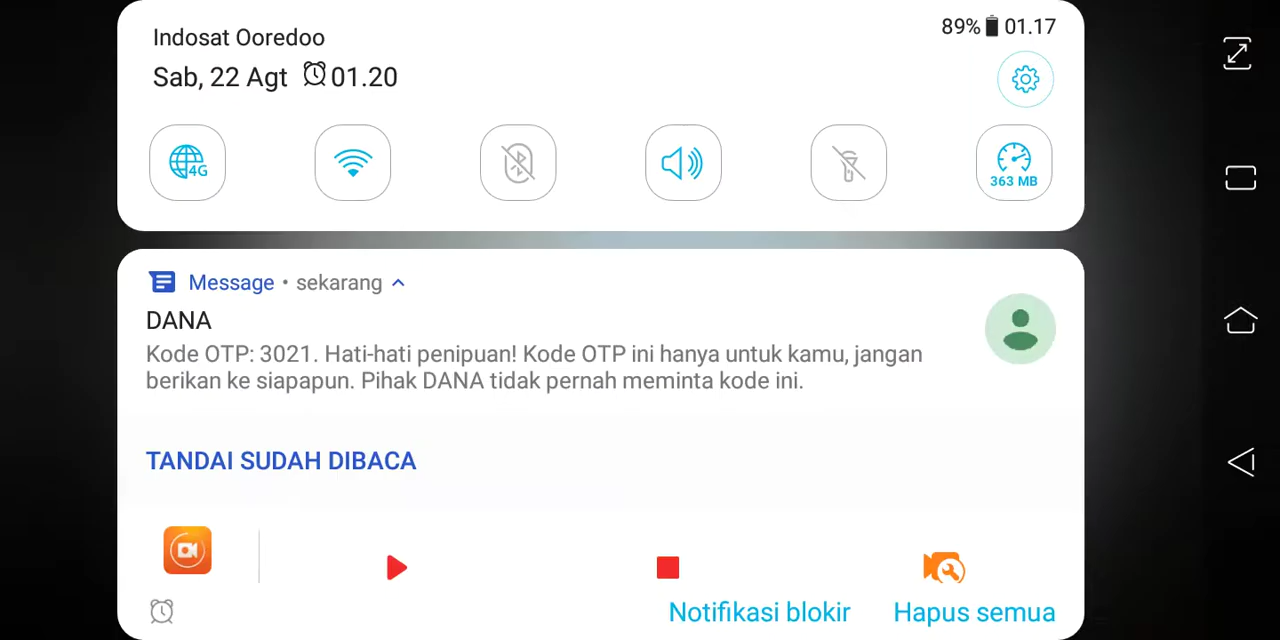 Indosat Ooredoo
89% 01.17
Sab, 22 Agt 01.20
4G
363 MB
Message • sekarang
DANA
Kode OTP: 3021. Hati-hati penipuan! Kode OTP ini hanya untuk kamu, jangan
berikan ke siapapun. Pihak DANA tidak pernah meminta kode ini.
TANDAI SUDAH DIBACA
Notifikasi blokir Hapus semua